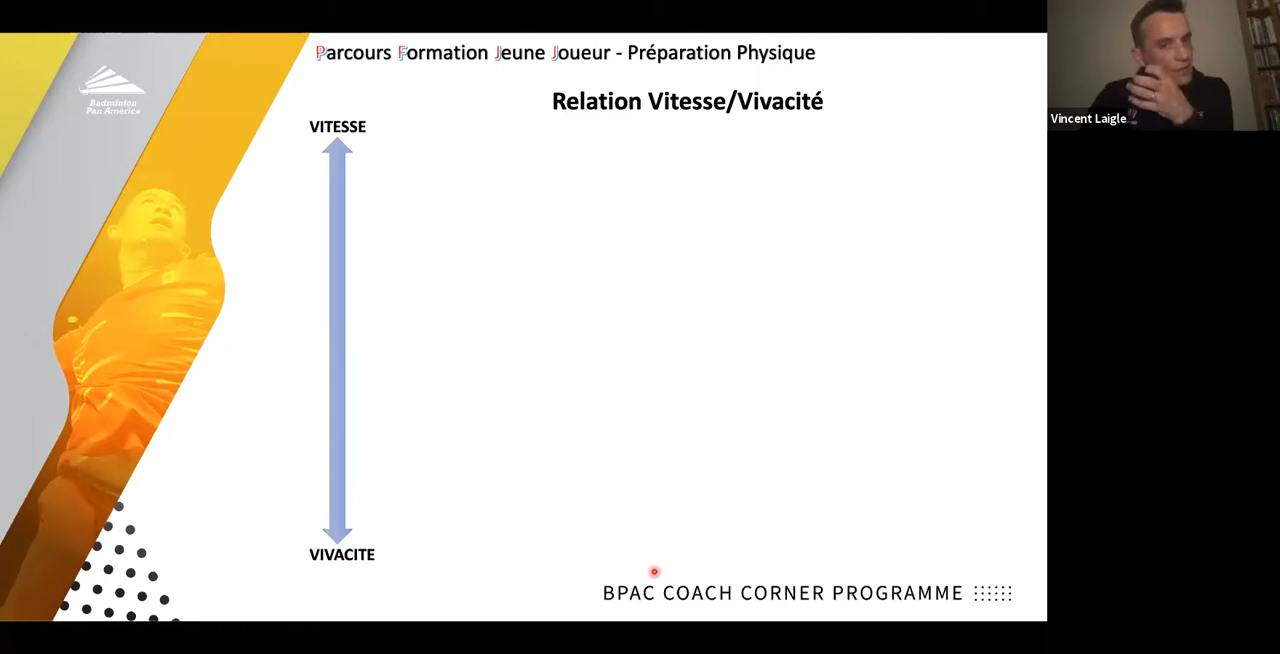 Parcours Formation Jeune Joueur - Préparation Physique
Relation Vitesse/Vivacité
VITESSE
VIVACITE
Badminton
Pan America
BPAC COACH CORNER PROGRAMME
Vincent Laigle